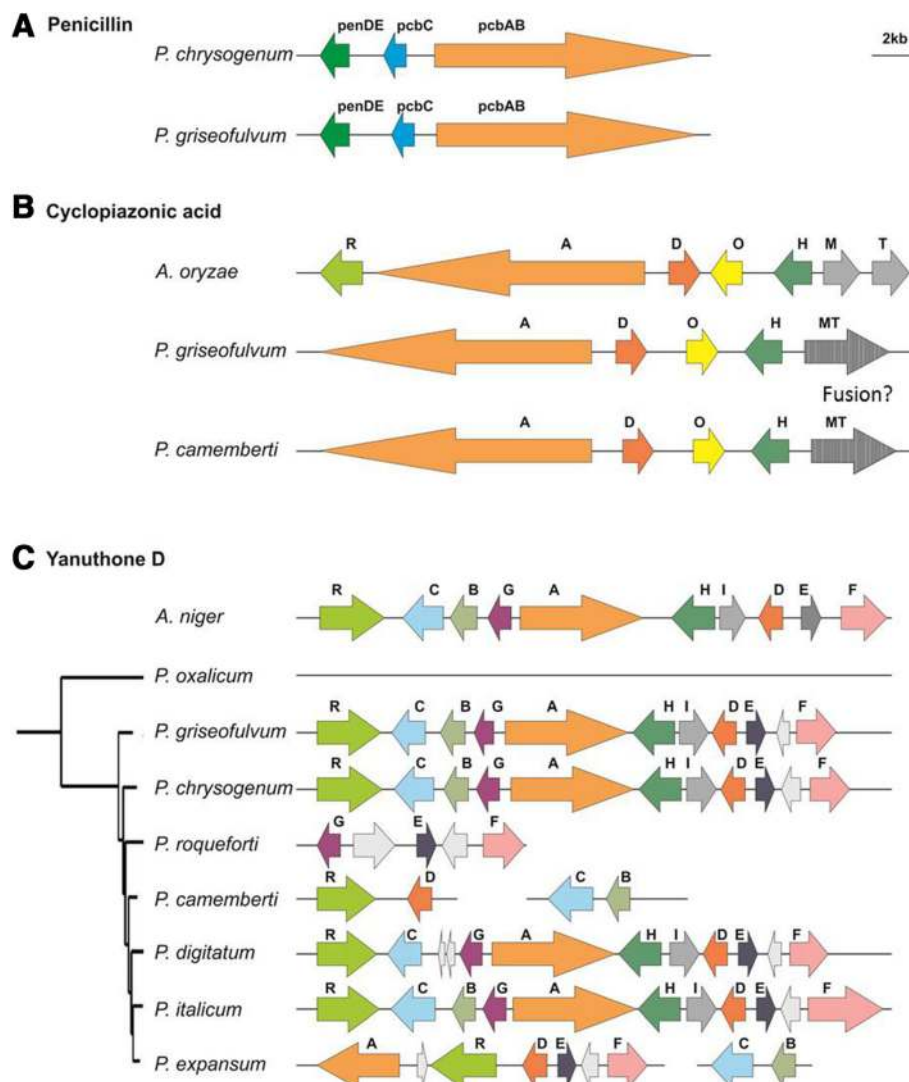 A Penicillin
penDE pcbC pcbAB
P. chrysogenum
2kb
penDE pcbC pcbAB
P. griseofulvum
B Cyclopiazonic acid
R A D O H M T
A. oryzae
A D O H MT
P. griseofulvum
Fusion?
A D O H MT
P. camemberti
C Yanuthone D
R C B G A H I D E F
A. niger
P. oxalicum
R C B G A H I D E F
P. griseofulvum
R C B G A H I D E F
P. chrysogenum
G E F
P. roqueforti
R D C B
P. camemberti
R C G A H I D E F
P. digitatum
R C B G A H I D E F
P. italicum
A R D E F C B
P. expansum